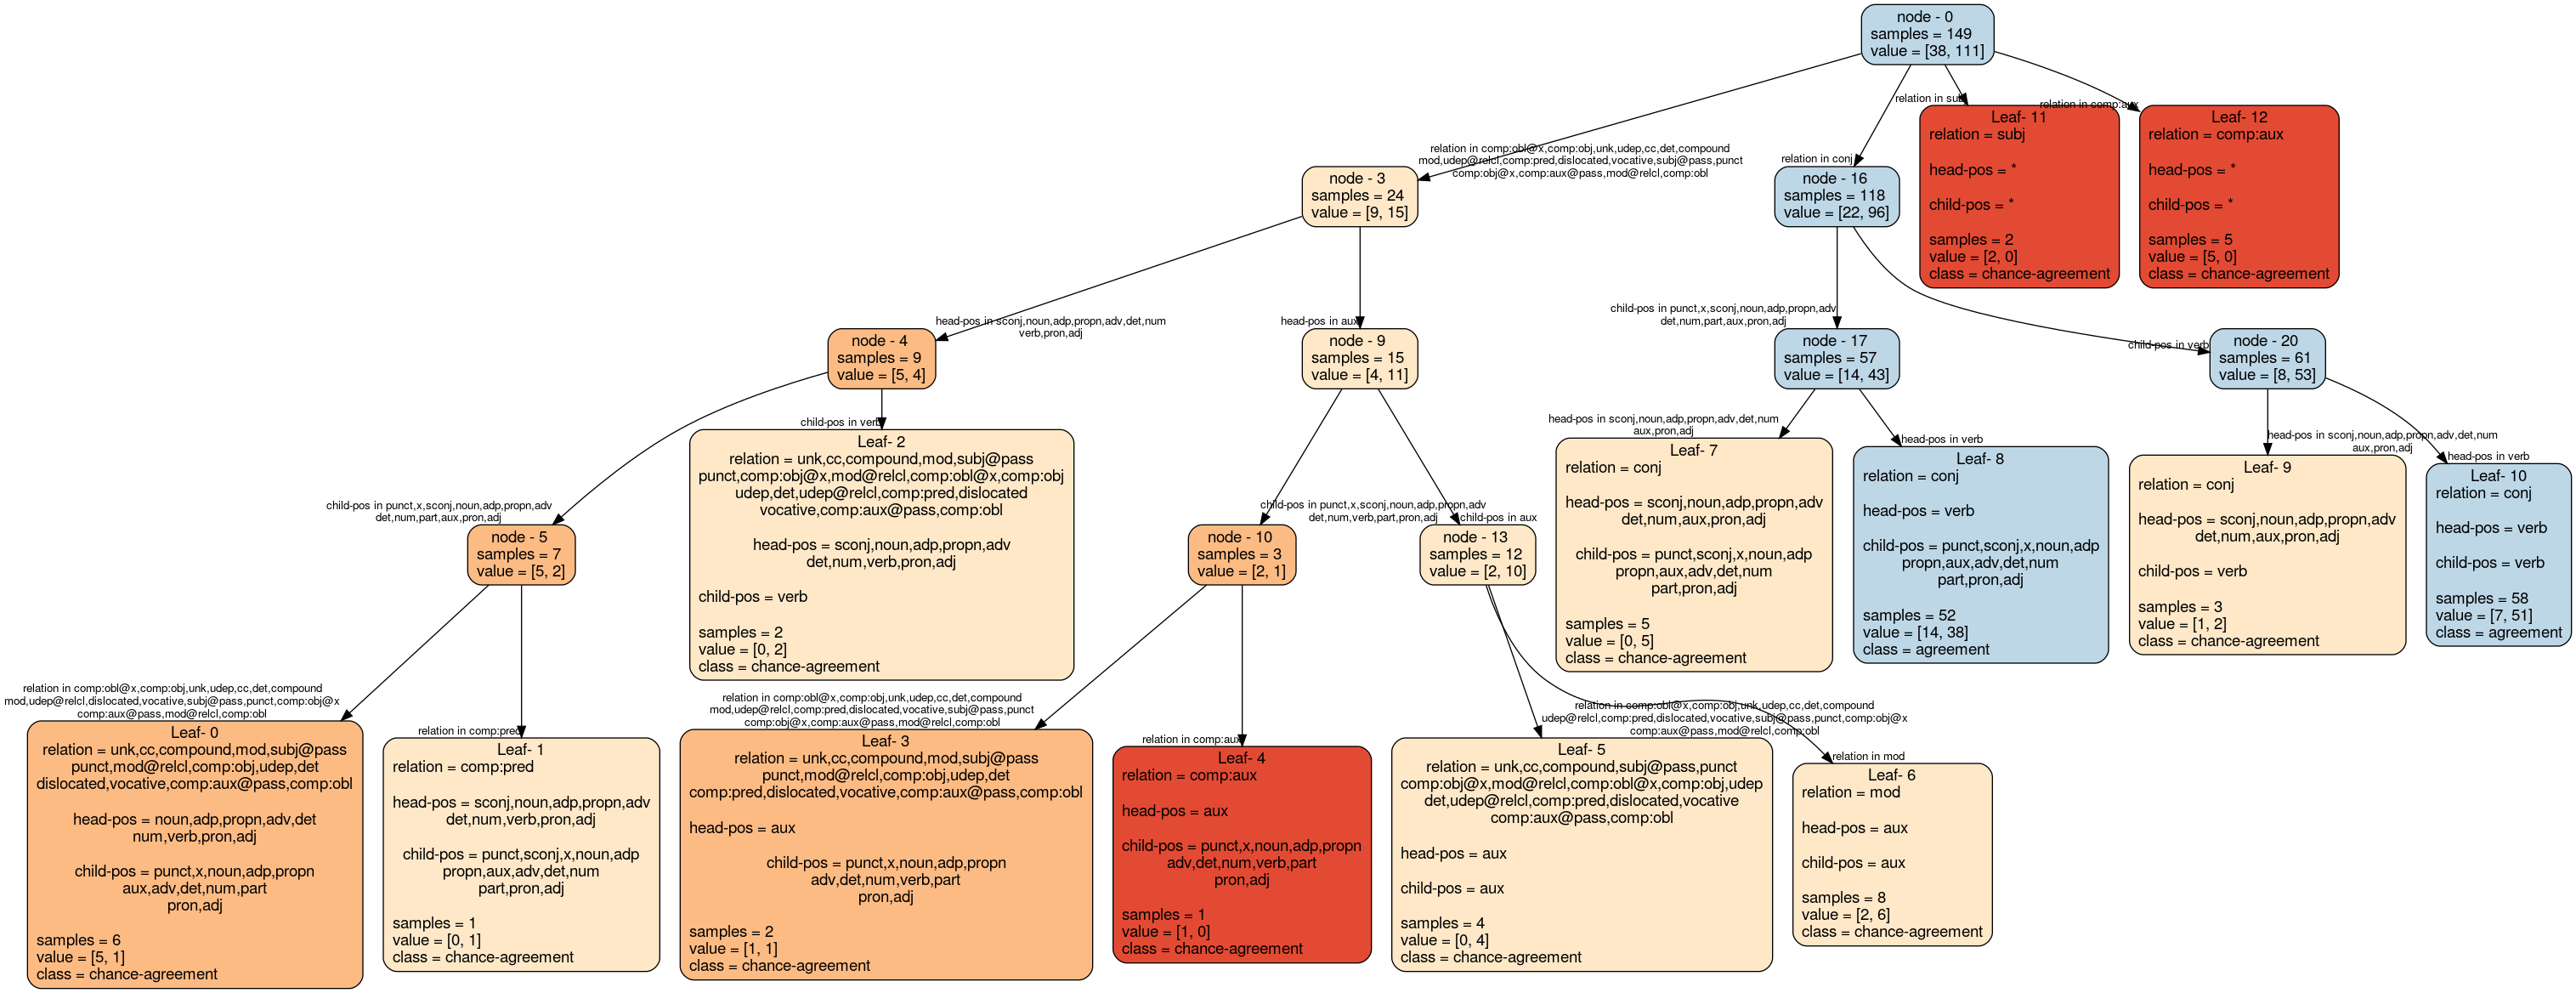 node - 0
samples = 149
value = [38, 111]
relation in subj
relation in comp:aux
Leaf- 11
relation = subj
head-pos = *
child-pos = *
samples = 2
value = [2, 0]
class = chance-agreement
Leaf- 12
relation = comp:aux
head-pos = *
child-pos = *
samples = 5
value = [5, 0]
class = chance-agreement
relation in comp:obl@x,comp:obj,unk,udep,cc,det,compound
mod,udep@relcl,comp:pred,dislocated,vocative,subj@pass,punct
comp:obj@x,comp:aux@pass,mod@relcl,comp:obl
node - 3
samples = 24
value = [9, 15]
relation in conj
node - 16
samples = 118
value = [22, 96]
head-pos in sconj,noun,adp,propn,adv,det,num
verb,pron,adj
node - 4
samples = 9
value = [5, 4]
head-pos in aux
node - 9
samples = 15
value = [4, 11]
child-pos in punct,x,sconj,noun,adp,propn,adv
det,num,part,aux,pron,adj
node - 17
samples = 57
value = [14, 43]
child-pos in verb
node - 20
samples = 61
value = [8, 53]
child-pos in verb
Leaf- 2
relation = unk,cc,compound,mod,subj@pass
punct,comp:obj@x,mod@relcl,comp:obl@x,comp:obj
udep,det,udep@relcl,comp:pred,dislocated
vocative,comp:aux@pass,comp:obl
head-pos = sconj,noun,adp,propn,adv
det,num,verb,pron,adj
child-pos = verb
samples = 2
value = [0, 2]
class = chance-agreement
head-pos in sconj,noun,adp,propn,adv,det,num
aux,pron,adj
Leaf- 7
relation = conj
head-pos = sconj,noun,adp,propn,adv
det,num,aux,pron,adj
child-pos = punct,sconj,x,noun,adp
propn,aux,adv,det,num
part,pron,adj
samples = 5
value = [0, 5]
class = chance-agreement
head-pos in verb
Leaf- 8
relation = conj
head-pos = verb
child-pos = punct,sconj,x,noun,adp
propn,aux,adv,det,num
part,pron,adj
samples = 52
value = [14, 38]
class = agreement
head-pos in sconj,noun,adp,propn,adv,det,num
aux,pron,adj
Leaf- 9
relation = conj
head-pos = sconj,noun,adp,propn,adv
det,num,aux,pron,adj
child-pos = verb
samples = 3
value = [1, 2]
class = chance-agreement
head-pos in verb
Leaf- 10
relation = conj
head-pos = verb
child-pos = verb
samples = 58
value = [7, 51]
class = agreement
child-pos in punct,x,sconj,noun,adp,propn,adv
det,num,part,aux,pron,adj
node - 5
samples = 7
value = [5, 2]
child-pos in punct,x,sconj,noun,adp,propn,adv
det,num,verb,part,pron,adj
node - 10
samples = 3
value = [2, 1]
child-pos in aux
node - 13
samples = 12
value = [2, 10]
relation in comp:obl@x,comp:obj,unk,udep,cc,det,compound
mod,udep@relcl,dislocated,vocative,subj@pass,punct,comp:obj@x
comp:aux@pass,mod@relcl,comp:obl
Leaf- 0
relation = unk,cc,compound,mod,subj@pass
punct,mod@relcl,comp:obj,udep,det
dislocated,vocative,comp:aux@pass,comp:obl
head-pos = noun,adp,propn,adv,det
num,verb,pron,adj
child-pos = punct,x,noun,adp,propn
aux,adv,det,num,part
pron,adj
samples = 6
value = [5, 1]
class = chance-agreement
relation in comp:pred
Leaf- 1
relation = comp:pred
head-pos = sconj,noun,adp,propn,adv
det,num,verb,pron,adj
child-pos = punct,sconj,x,noun,adp
propn,aux,adv,det,num
part,pron,adj
samples = 1
value = [0, 1]
class = chance-agreement
relation in comp:obl@x,comp:obj,unk,udep,cc,det,compound
mod,udep@relcl,comp:pred,dislocated,vocative,subj@pass,punct
comp:obj@x,comp:aux@pass,mod@relcl,comp:obl
Leaf- 3
relation = unk,cc,compound,mod,subj@pass
punct,mod@relcl,comp:obj,udep,det
comp:pred,dislocated,vocative,comp:aux@pass,comp:obl
head-pos = aux
child-pos = punct,x,noun,adp,propn
adv,det,num,verb,part
pron,adj
samples = 2
value = [1, 1]
class = chance-agreement
relation in comp:aux
Leaf- 4
relation = comp:aux
head-pos = aux
child-pos = punct,x,noun,adp,propn
adv,det,num,verb,part
pron,adj
samples = 1
value = [1, 0]
class = chance-agreement
relation in comp:obl@x,comp:obj,unk,udep,cc,det,compound
udep@relcl,comp:pred,dislocated,vocative,subj@pass,punct,comp:obj@x
comp:aux@pass,mod@relcl,comp:obl
Leaf- 5
relation = unk,cc,compound,subj@pass,punct
comp:obj@x,mod@relcl,comp:obl@x,comp:obj,udep
det,udep@relcl,comp:pred,dislocated,vocative
comp:aux@pass,comp:obl
head-pos = aux
child-pos = aux
samples = 4
value = [0, 4]
class = chance-agreement
relation in mod
Leaf- 6
relation = mod
head-pos = aux
child-pos = aux
samples = 8
value = [2, 6]
class = chance-agreement